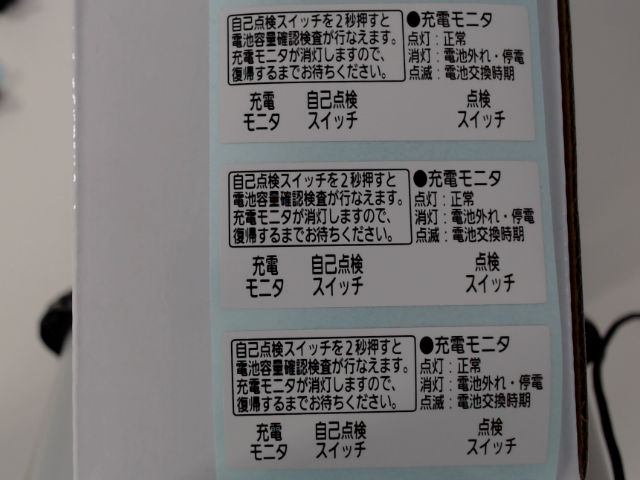 自己点検スイッチを2秒押すと
電池容量確認検査が行なえます。
充電モニタが消灯しますので、
復帰するまでお待ちください。
●充電モニタ
点灯：正常
消灯：電池外れ・停電
点滅：電池交換時期
充電
モニタ
自己点検
スイッチ
点検
スイッチ
自己点検スイッチを2秒押すと
電池容量確認検査が行なえます。
充電モニタが消灯しますので、
復帰するまでお待ちください。
●充電モニタ
点灯：正常
消灯：電池外れ・停電
点滅：電池交換時期
充電
モニタ
自己点検
スイッチ
点検
スイッチ
自己点検スイッチを2秒押すと
電池容量確認検査が行なえます。
充電モニタが消灯しますので、
復帰するまでお待ちください。
●充電モニタ
点灯：正常
消灯：電池外れ・停電
点滅：電池交換時期
充電
モニタ
自己点検
スイッチ
点検
スイッチ